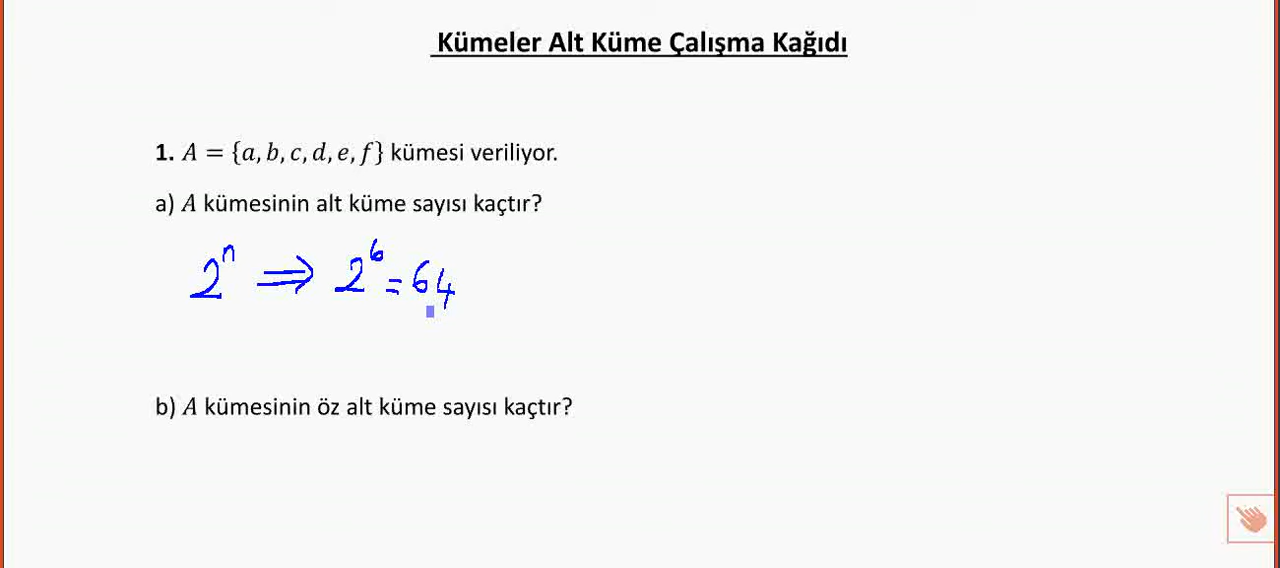 Kümeler Alt Küme Çalışma Kağıdı
1. A = {a, b, c, d, e, f} kümesi veriliyor.
a) A kümesinin alt küme sayısı kaçtır?
2ⁿ ⟹ 2⁶ = 64
b) A kümesinin öz alt küme sayısı kaçtır?